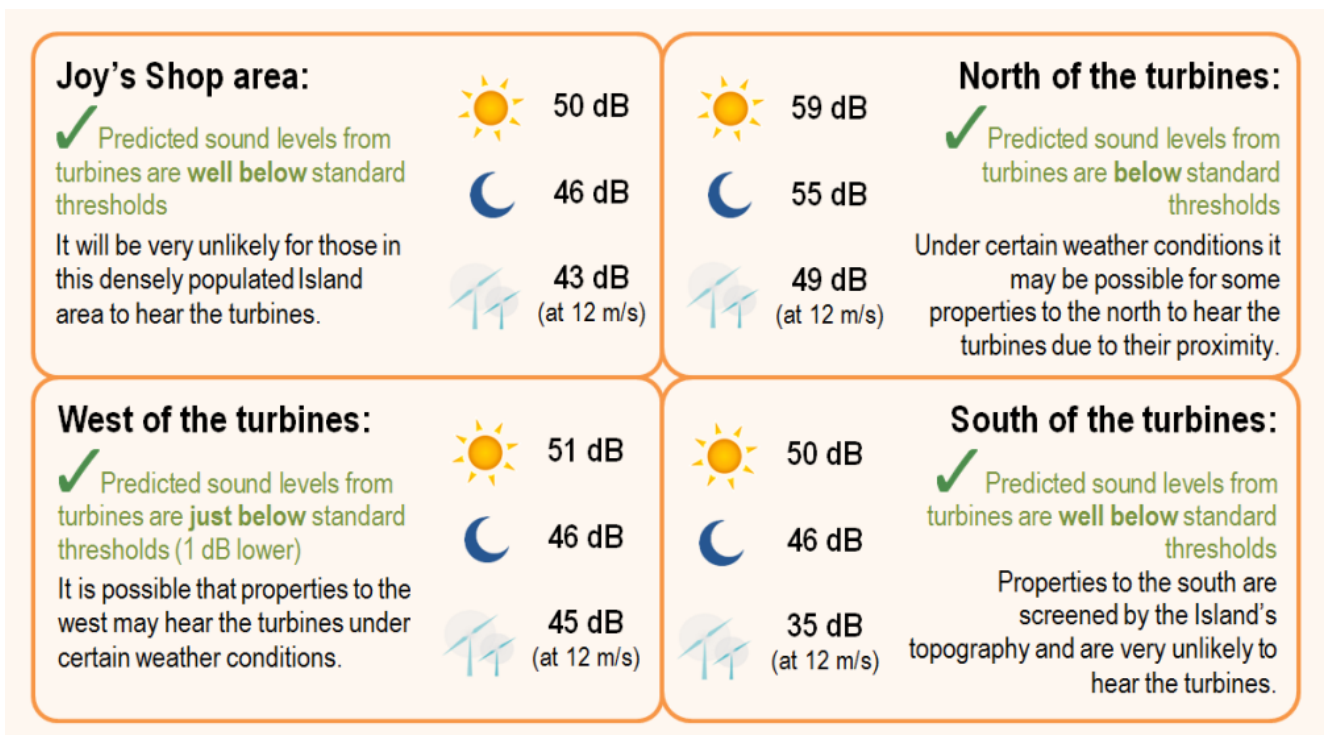 Joy's Shop area:
✓ Predicted sound levels from
turbines are well below standard
thresholds
It will be very unlikely for those in
this densely populated Island
area to hear the turbines.
50 dB
46 dB
43 dB
(at 12 m/s)
North of the turbines:
✓ Predicted sound levels from
turbines are below standard
thresholds
Under certain weather conditions it
may be possible for some
properties to the north to hear the
turbines due to their proximity.
59 dB
55 dB
49 dB
(at 12 m/s)
West of the turbines:
✓ Predicted sound levels from
turbines are just below standard
thresholds (1 dB lower)
It is possible that properties to the
west may hear the turbines under
certain weather conditions.
51 dB
46 dB
45 dB
(at 12 m/s)
South of the turbines:
✓ Predicted sound levels from
turbines are well below standard
thresholds
Properties to the south are
screened by the Island's
topography and are very unlikely to
hear the turbines.
50 dB
46 dB
35 dB
(at 12 m/s)